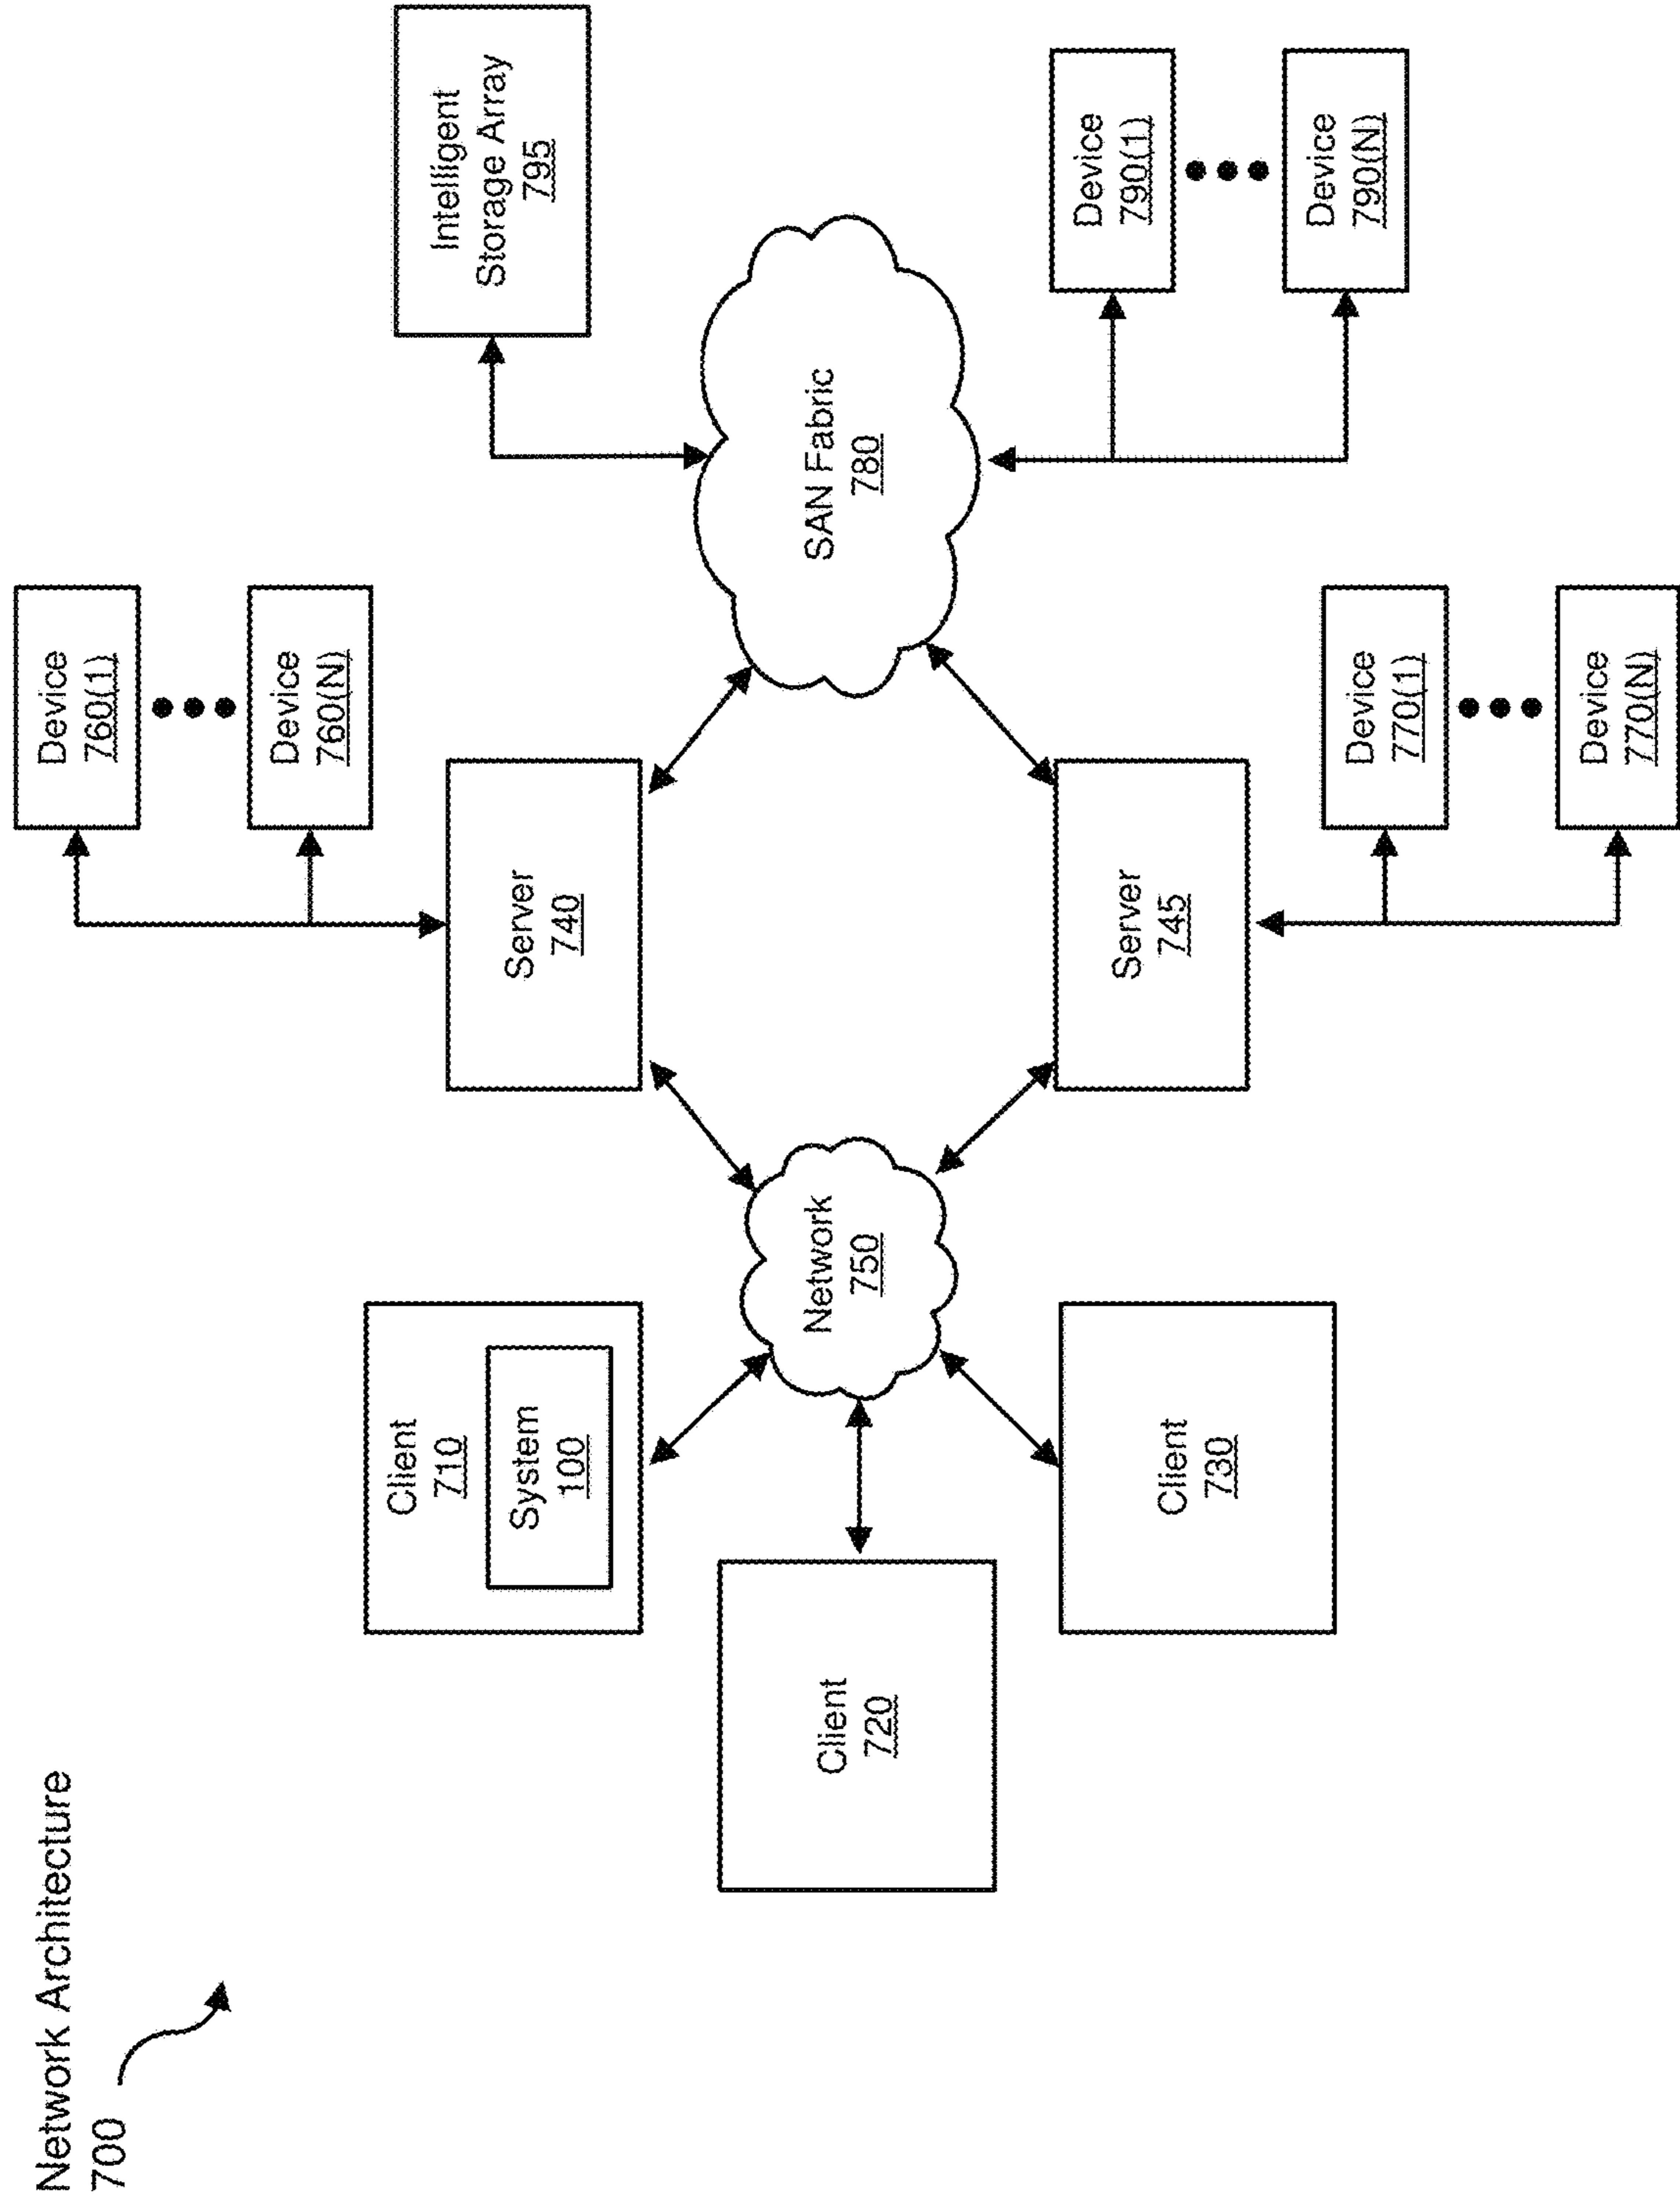 Network Architecture
700
Client
710
System
100
Client
720
Client
730
Network
750
Server
740
Server
745
Device
760(1)
Device
760(N)
Device
770(1)
Device
770(N)
SAN Fabric
780
Intelligent
Storage Array
795
Device
790(1)
Device
790(N)